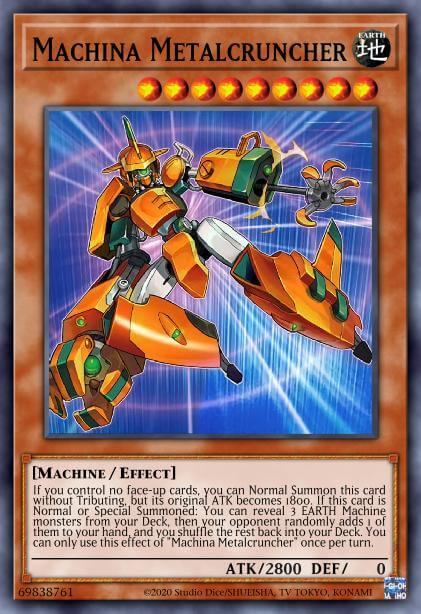 MACHINA METALCRUNCHER
EARTH
地
[MACHINE / EFFECT]
If you control no face-up cards, you can Normal Summon this card
without Tributing, but its original ATK becomes 1800. If this card is
Normal or Special Summoned: You can reveal 3 EARTH Machine
monsters from your Deck, then your opponent randomly adds 1 of
them to your hand, and you shuffle the rest back into your Deck. You
can only use this effect of "Machina Metalcruncher" once per turn.
ATK/2800 DEF/ 0
69838761 ©2020 Studio Dice/SHUEISHA, TV TOKYO, KONAMI